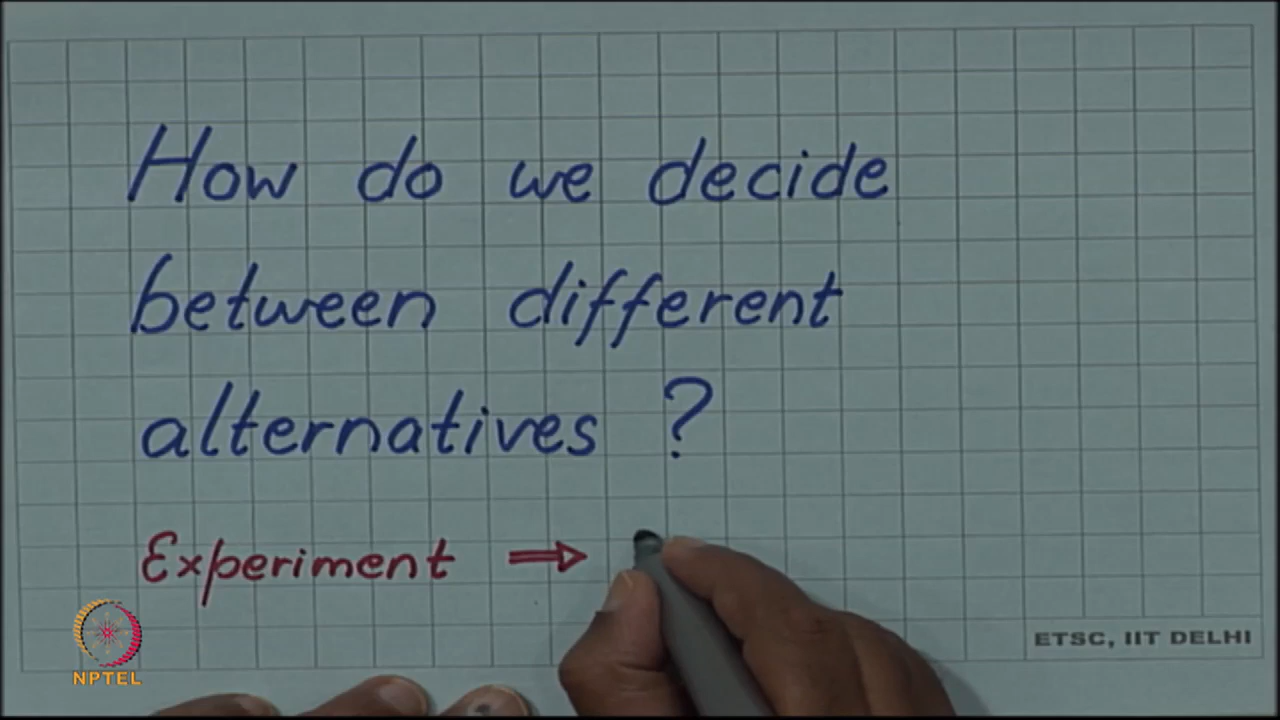 How do we decide
between different
alternatives ?
Experiment ⇒
ETSC, IIT DELHI
NPTEL